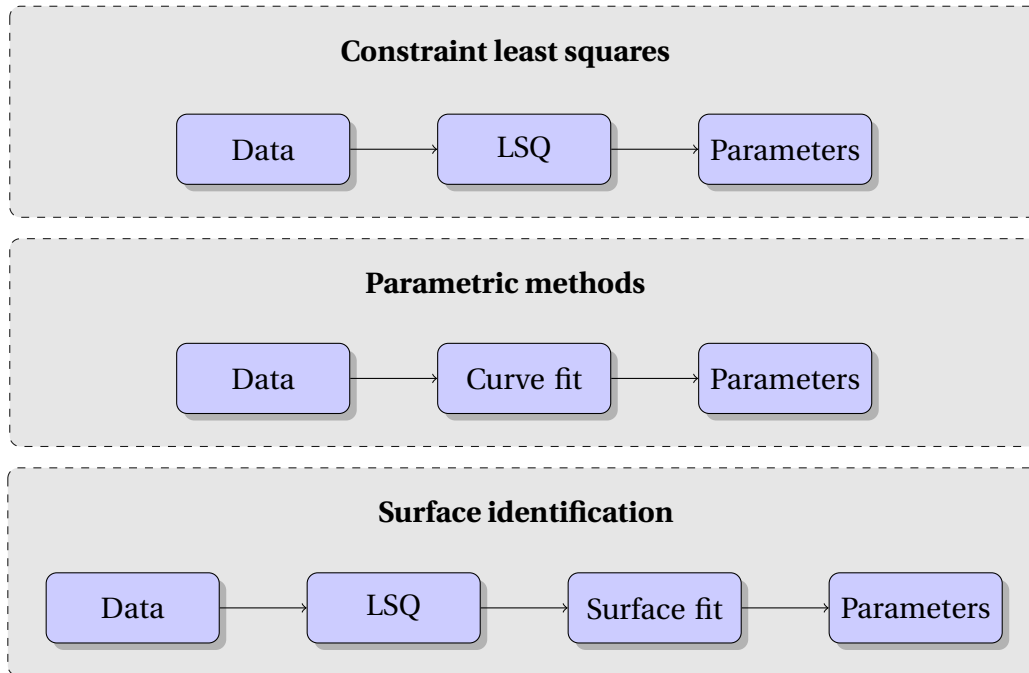 Constraint least squares
Data LSQ Parameters
Parametric methods
Data Curve fit Parameters
Surface identification
Data LSQ Surface fit Parameters